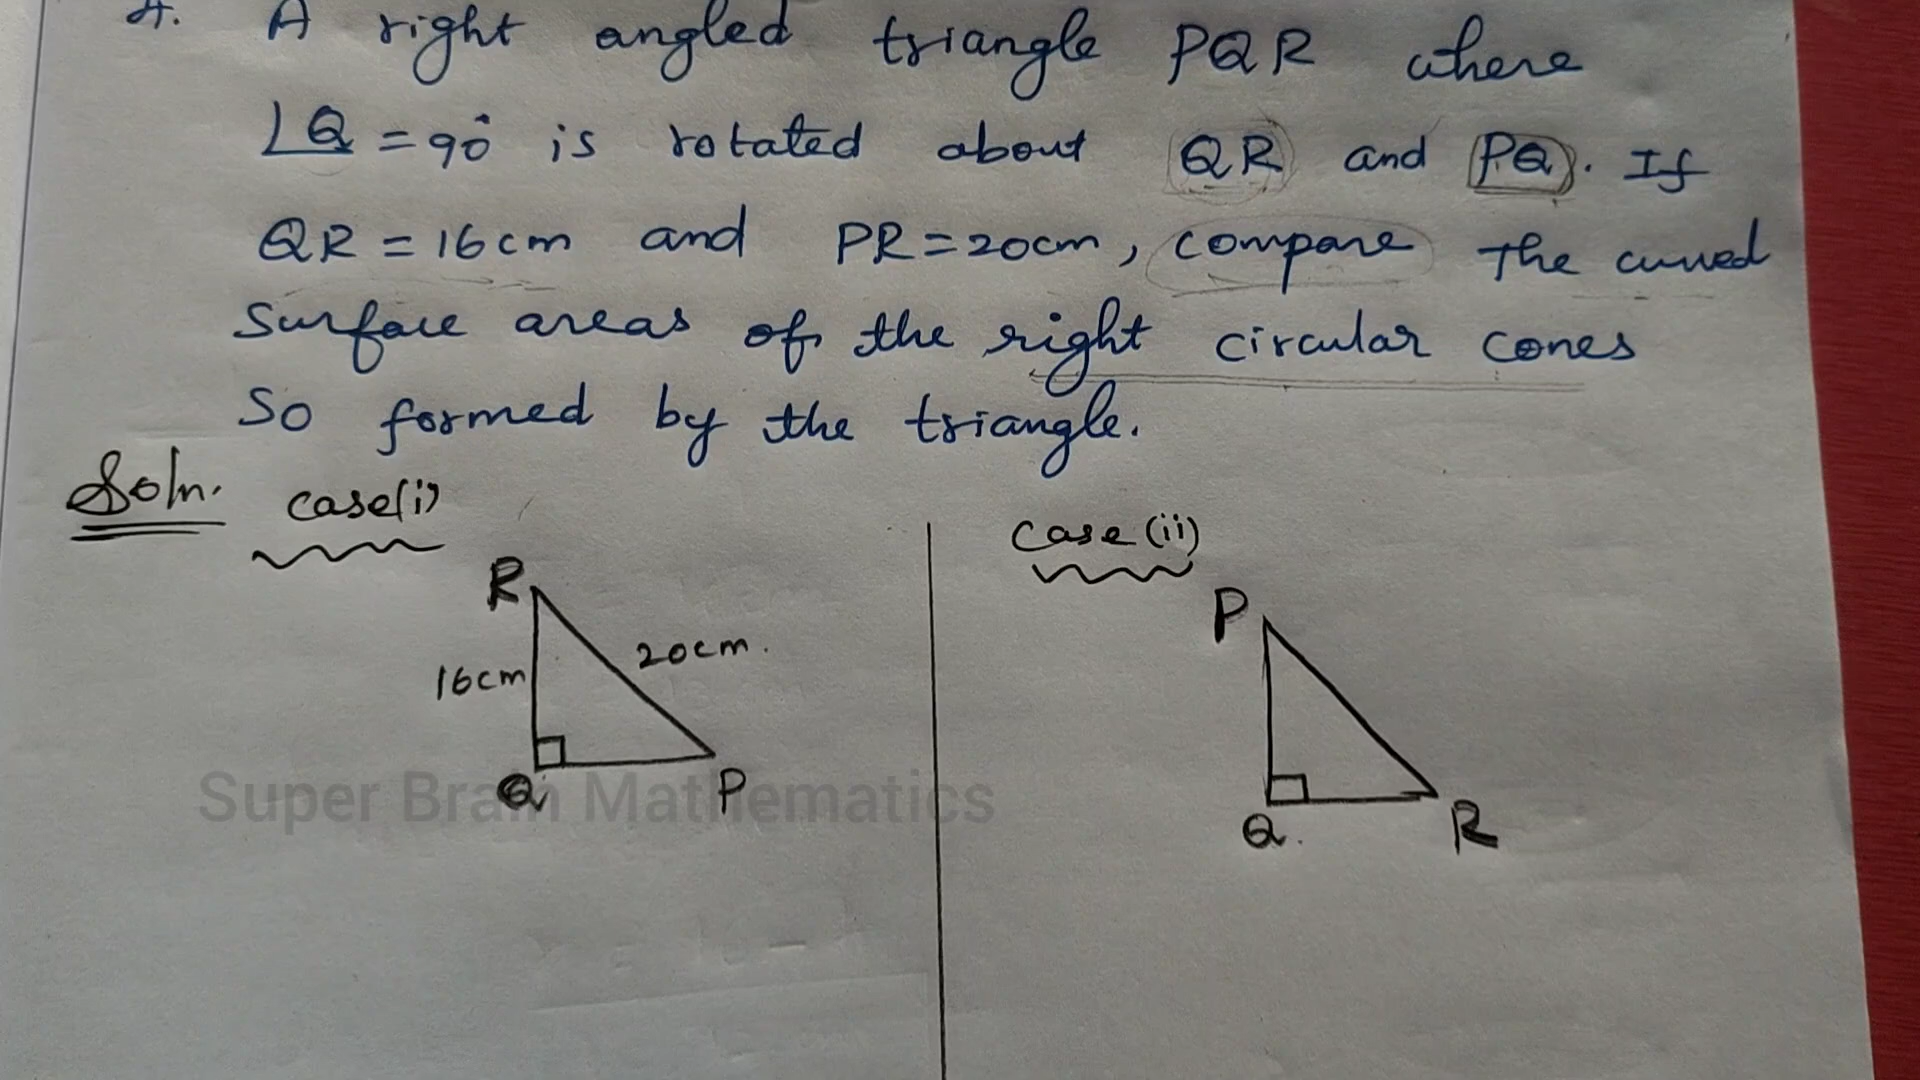 4. A right angled triangle PQR where
∠Q = 90° is rotated about QR and PQ. If
QR = 16cm and PR = 20cm, compare the curved
surface areas of the right circular cones
so formed by the triangle.
Soln. case(i)
case (ii)
R
P
16cm
20cm.
Q
P
Q.
R
Super Brain Mathematics